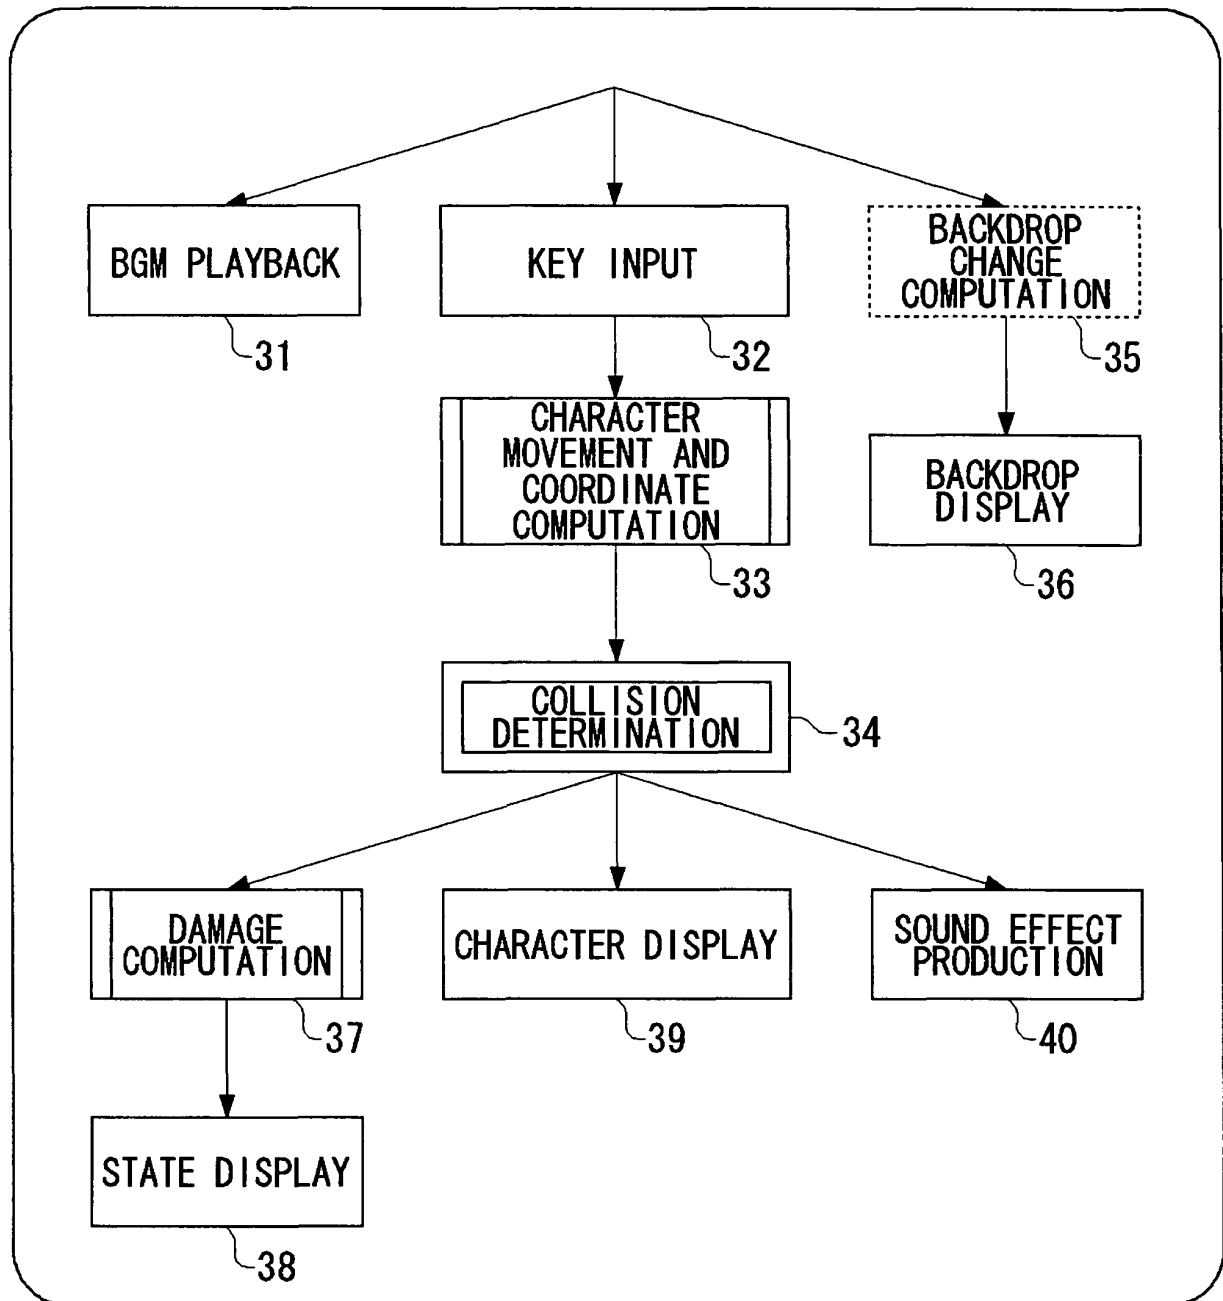 BGM PLAYBACK
31
KEY INPUT
32
BACKDROP
CHANGE
COMPUTATION
35
CHARACTER
MOVEMENT AND
COORDINATE
COMPUTATION
33
BACKDROP
DISPLAY
36
COLLISION
DETERMINATION
34
DAMAGE
COMPUTATION
37
CHARACTER DISPLAY
39
SOUND EFFECT
PRODUCTION
40
STATE DISPLAY
38